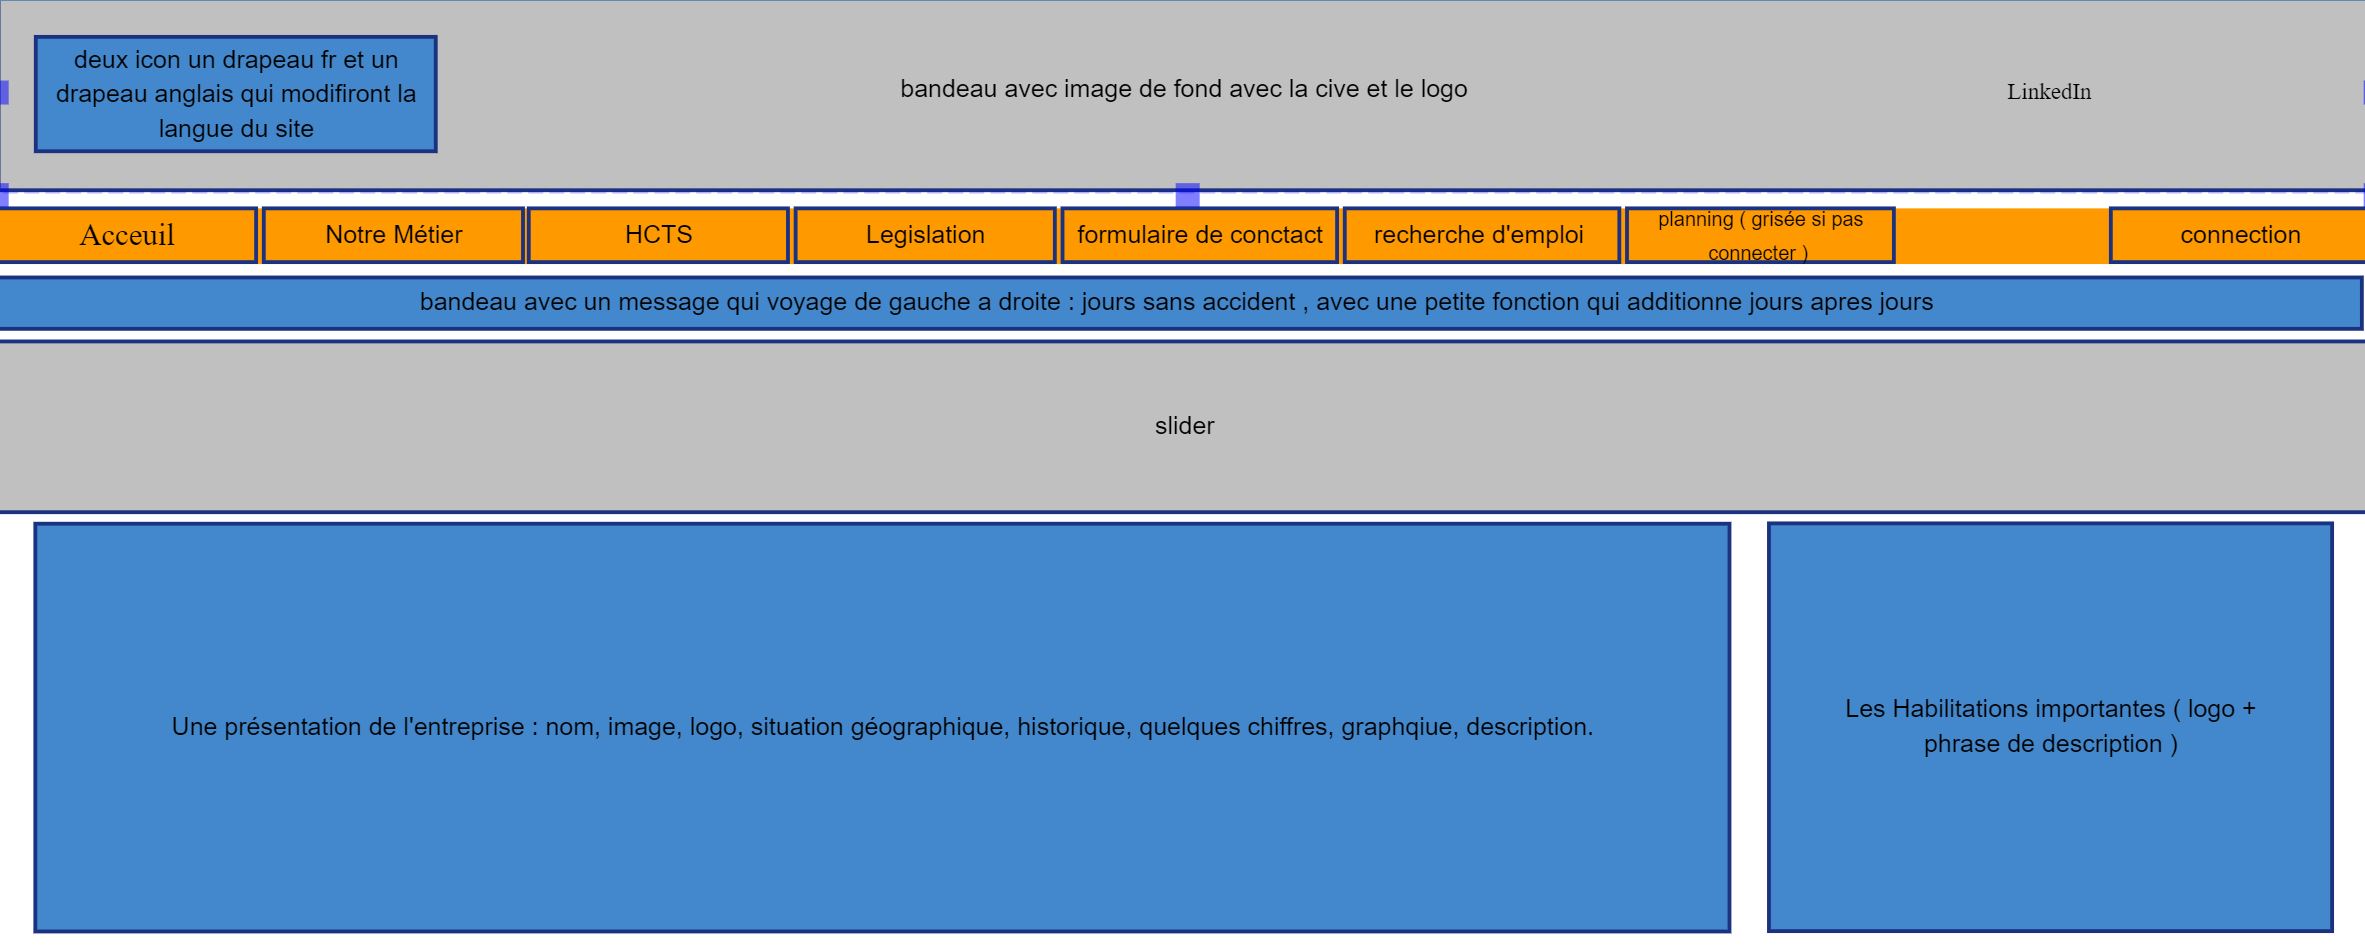 deux icon un drapeau fr et un
drapeau anglais qui modifiront la
langue du site
bandeau avec image de fond avec la cive et le logo
LinkedIn
Acceuil
Notre Métier
HCTS
Legislation
formulaire de conctact
recherche d'emploi
planning ( grisée si pas
connecter )
connection
bandeau avec un message qui voyage de gauche a droite : jours sans accident , avec une petite fonction qui additionne jours apres jours
slider
Une présentation de l'entreprise : nom, image, logo, situation géographique, historique, quelques chiffres, graphqiue, description.
Les Habilitations importantes ( logo +
phrase de description )